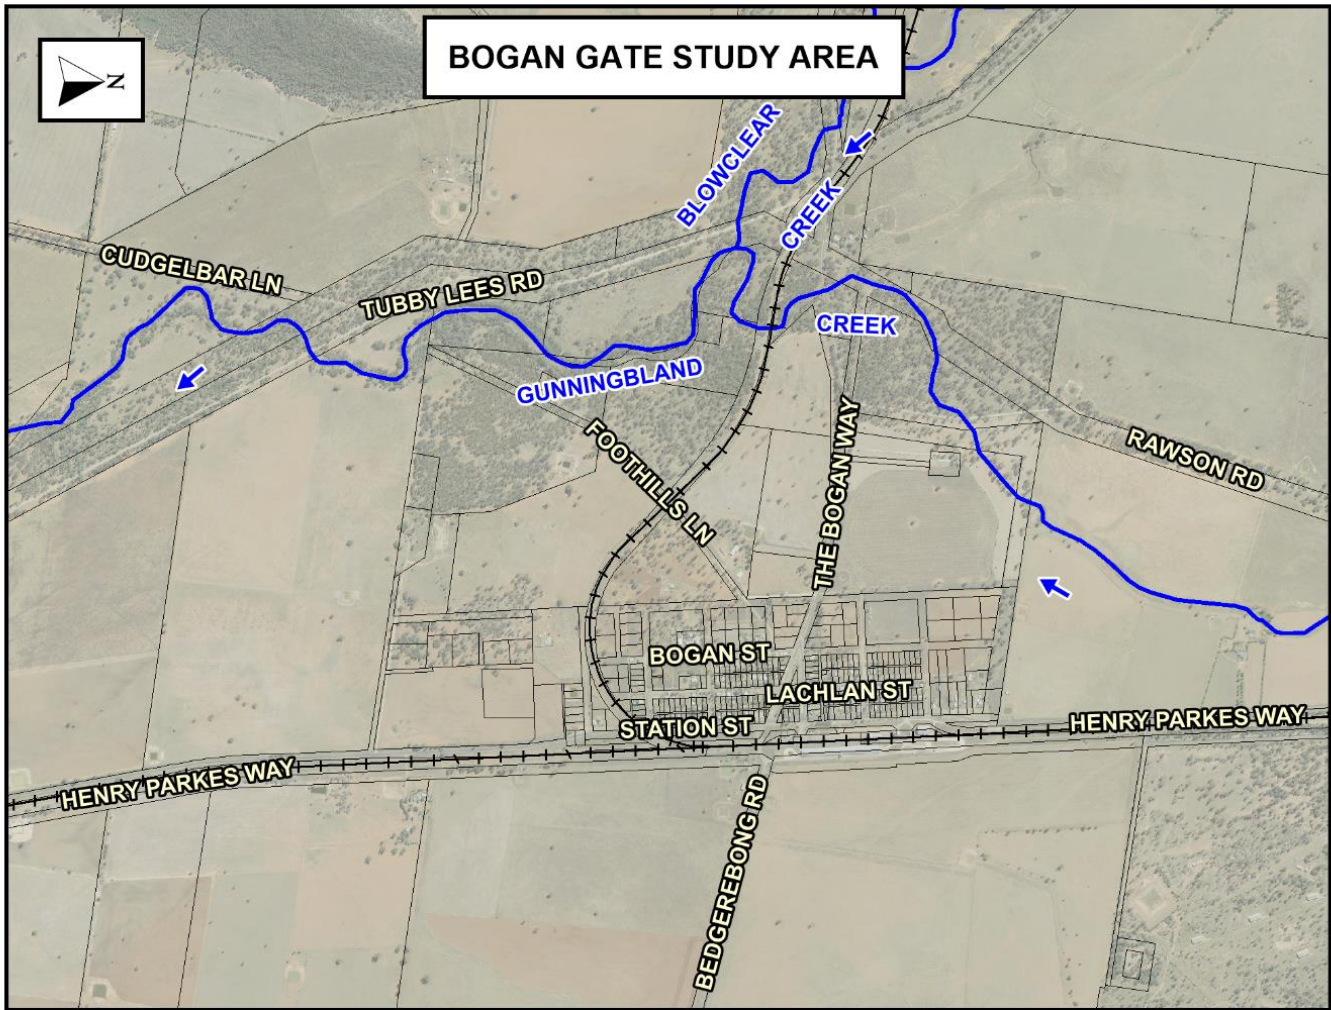 BOGAN GATE STUDY AREA
N
BLOWCLEAR
CREEK
CUDGELBAR LN
TUBBY LEES RD
CREEK
GUNNINGBLAND
FOOTHILLS LN
THE BOGAN WAY
RAWSON RD
BOGAN ST
LACHLAN ST
STATION ST
HENRY PARKES WAY
HENRY PARKES WAY
BEDGEREBONG RD